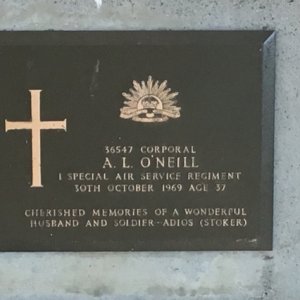 36547 CORPORAL
A. L. O'NEILL
1 SPECIAL AIR SERVICE REGIMENT
30TH OCTOBER 1969 AGE 37
CHERISHED MEMORIES OF A WONDERFUL
HUSBAND AND SOLDIER-ADIOS (STOKER)